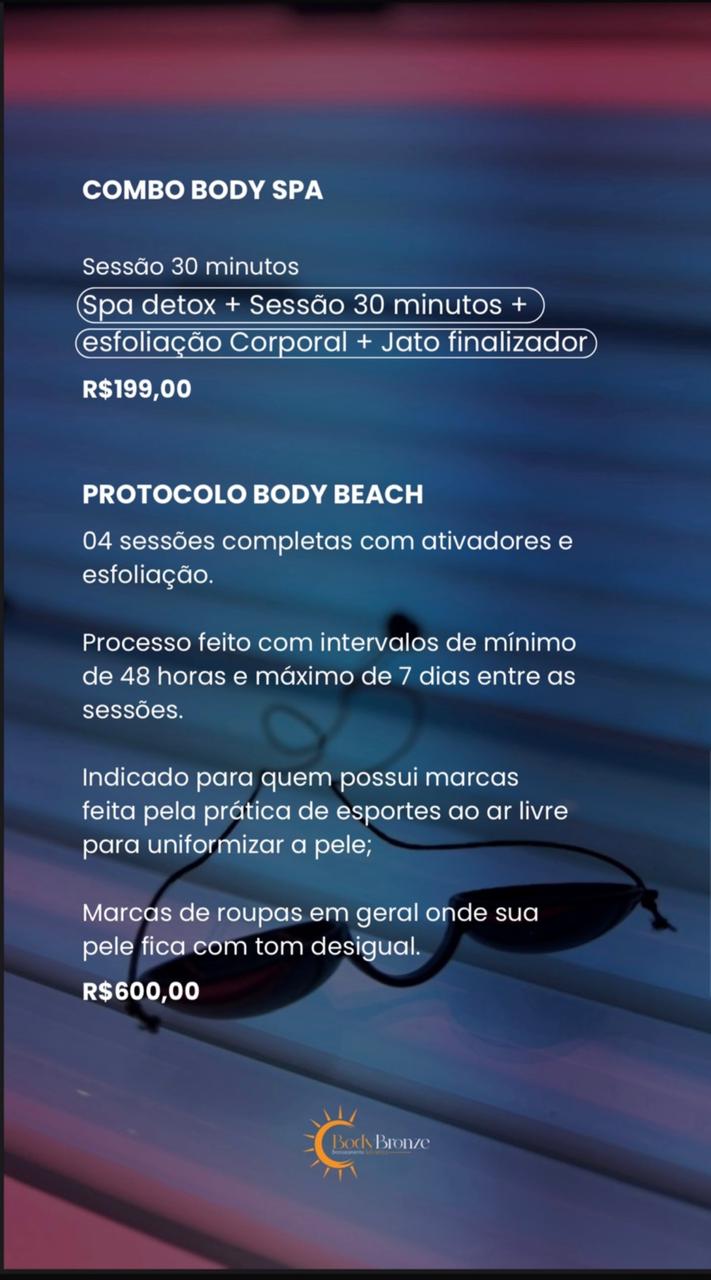 COMBO BODY SPA
Sessão 30 minutos
Spa detox + Sessão 30 minutos +
esfoliação Corporal + Jato finalizador
R$199,00
PROTOCOLO BODY BEACH
04 sessões completas com ativadores e
esfoliação.
Processo feito com intervalos de mínimo
de 48 horas e máximo de 7 dias entre as
sessões.
Indicado para quem possui marcas
feita pela prática de esportes ao ar livre
para uniformizar a pele;
Marcas de roupas em geral onde sua
pele fica com tom desigual.
R$600,00
BodyBronze